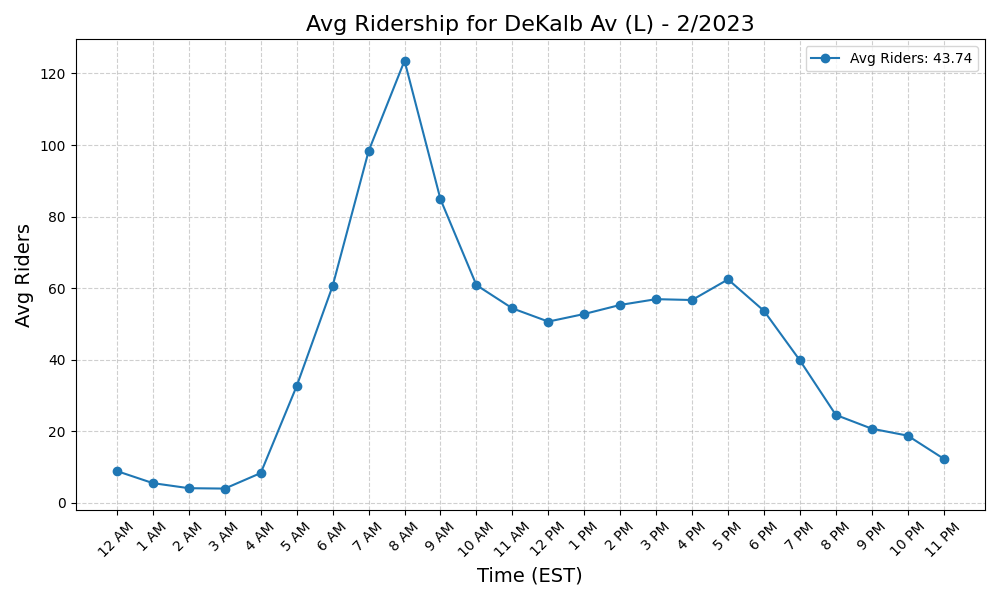 Avg Ridership for DeKalb Av (L) - 2/2023
Avg Riders: 43.74
Avg Riders
120
100
80
60
40
20
0
12 AM
1 AM
2 AM
3 AM
4 AM
5 AM
6 AM
7 AM
8 AM
9 AM
10 AM
11 AM
12 PM
1 PM
2 PM
3 PM
4 PM
5 PM
6 PM
7 PM
8 PM
9 PM
10 PM
11 PM
Time (EST)